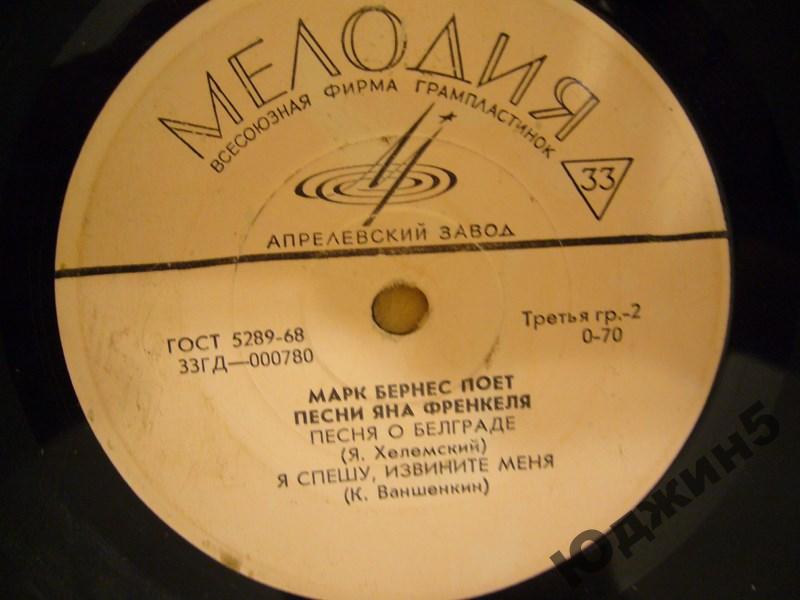 МЕЛОДИЯ
ВСЕСОЮЗНАЯ ФИРМА ГРАМПЛАСТИНОК
33
АПРЕЛЕВСКИЙ ЗАВОД
ГОСТ 5289-68
33ГД—000780
Третья гр.-2
0-70
МАРК БЕРНЕС ПОЕТ
ПЕСНИ ЯНА ФРЕНКЕЛЯ
ПЕСНЯ О БЕЛГРАДЕ
(Я. Хелемский)
Я СПЕШУ, ИЗВИНИТЕ МЕНЯ
(К. Ваншенкин)
Юджин5